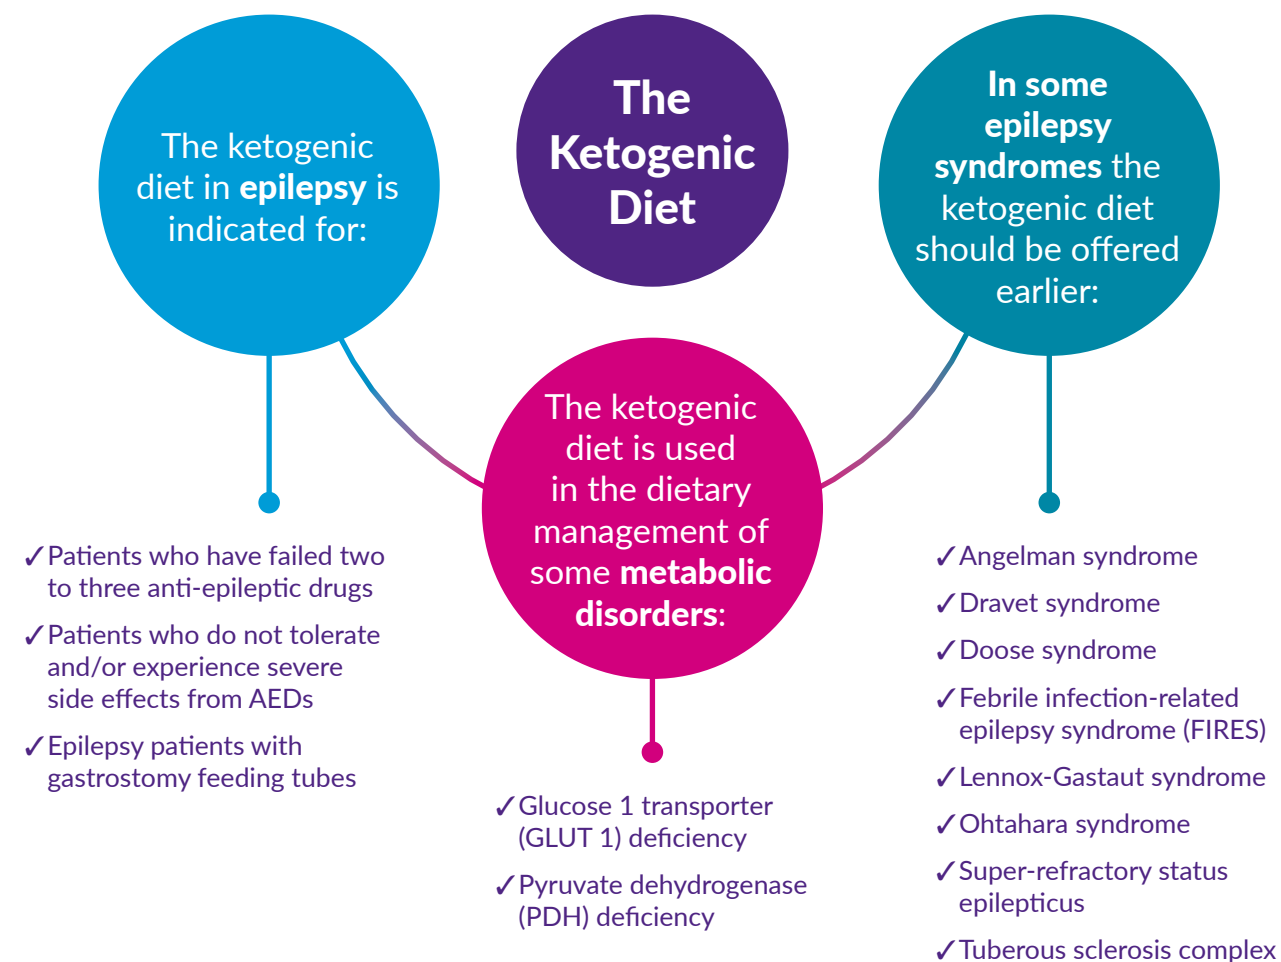 The ketogenic
diet in epilepsy is
indicated for:
✓Patients who have failed two
to three anti-epileptic drugs
✓Patients who do not tolerate
and/or experience severe
side effects from AEDs
✓Epilepsy patients with
gastrostomy feeding tubes
The
Ketogenic
Diet
The ketogenic
diet is used
in the dietary
management of
some metabolic
disorders:
✓Glucose 1 transporter
(GLUT 1) deficiency
✓Pyruvate dehydrogenase
(PDH) deficiency
In some
epilepsy
syndromes the
ketogenic diet
should be offered
earlier:
✓Angelman syndrome
✓Dravet syndrome
✓Doose syndrome
✓Febrile infection-related
epilepsy syndrome (FIRES)
✓Lennox-Gastaut syndrome
✓Ohtahara syndrome
✓Super-refractory status
epilepticus
✓Tuberous sclerosis complex